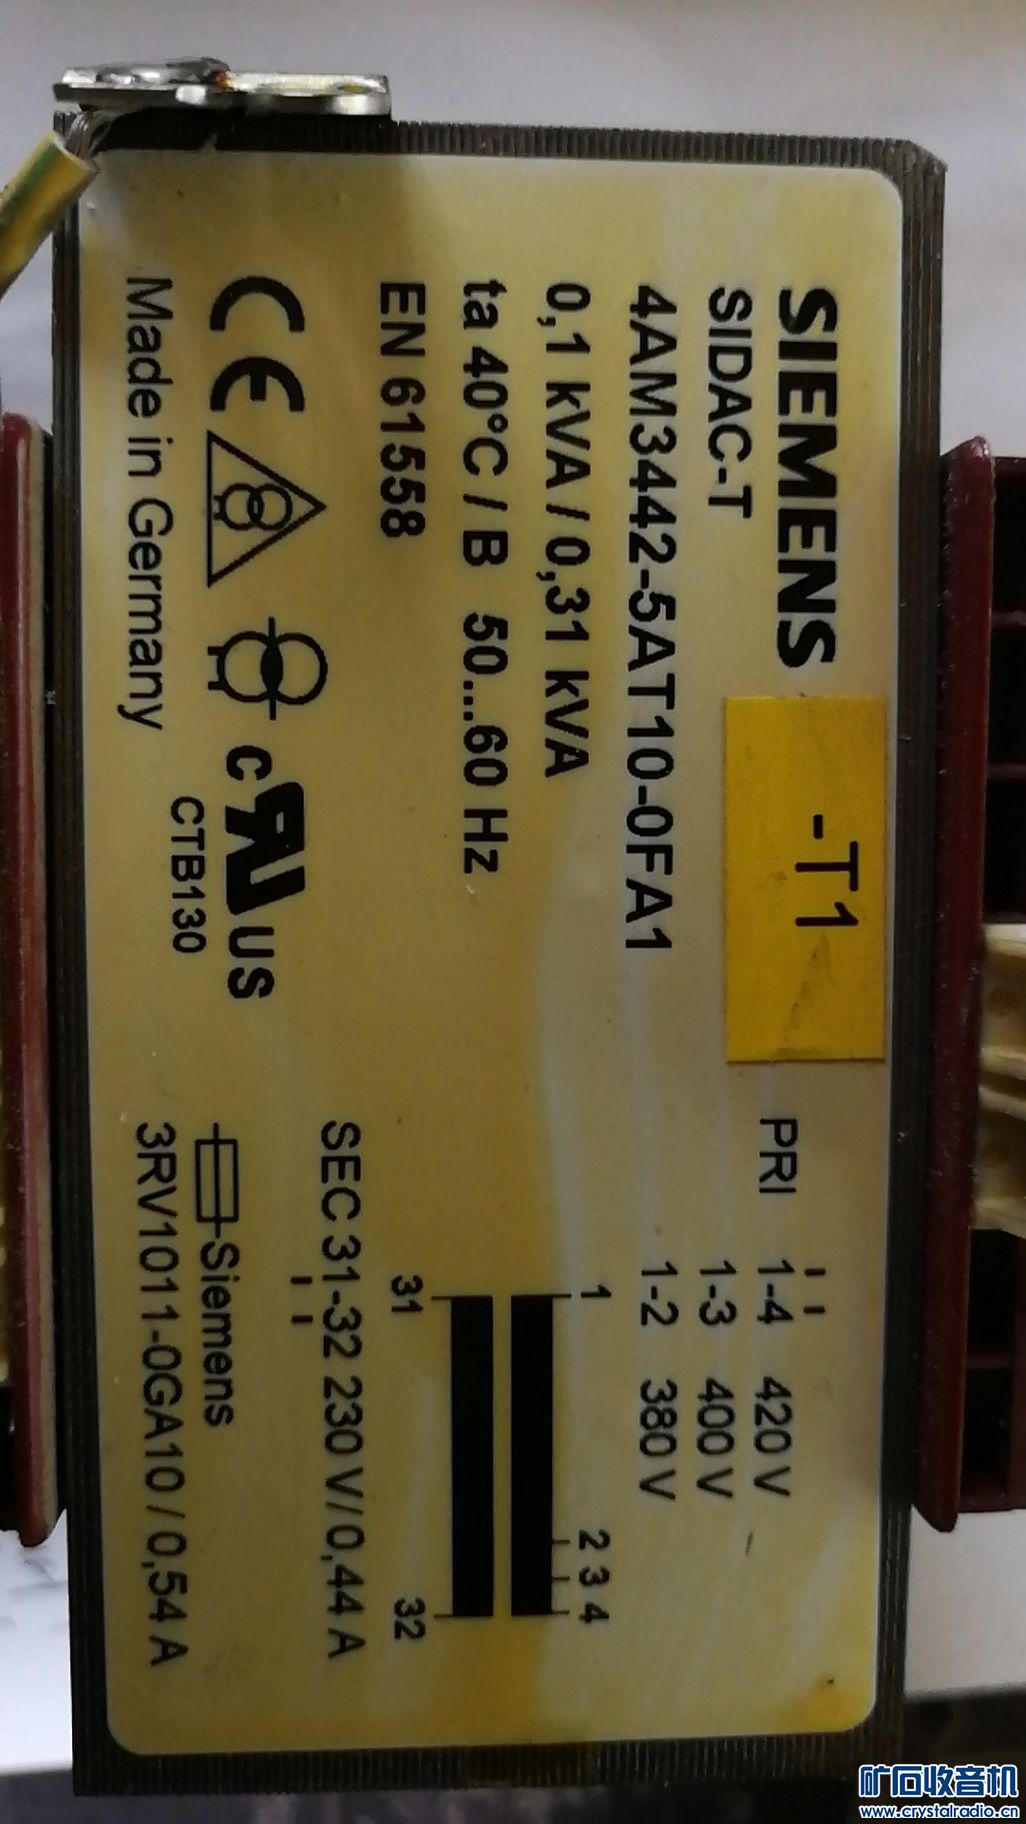 SIEMENS
-T1
SIDAC-T
4AM3442-5AT10-0FA1
0,1 kVA / 0,31 kVA
ta 40°C / B 50...60 Hz
EN 61558
CE
c RU US
CTB130
Made in Germany
PRI 1-4 420 V
1-3 400 V
1-2 380 V
1 2 3 4
31 32
SEC 31-32 230 V / 0,44 A
Siemens
3RV1011-0GA10 / 0,54 A
矿石收音机
www.crystalradio.cn